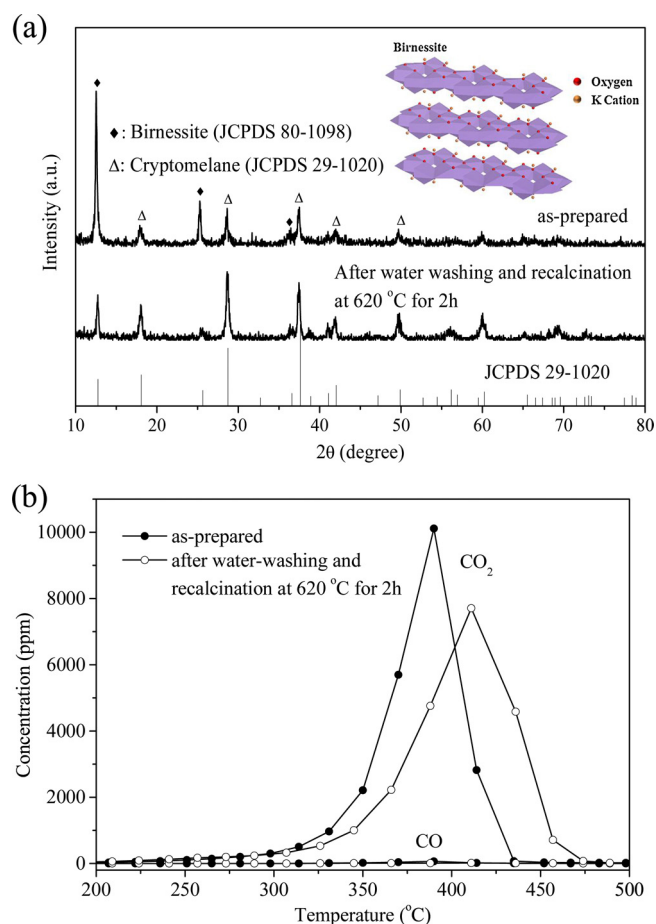 (a)
Birnessite
Oxygen
K Cation
♦: Birnessite (JCPDS 80-1098)
Δ: Cryptomelane (JCPDS 29-1020)
as-prepared
After water washing and recalcination
at 620 °C for 2h
JCPDS 29-1020
Intensity (a.u.)
10 20 30 40 50 60 70 80
2θ (degree)
(b)
as-prepared
after water-washing and
recalcination at 620 °C for 2h
CO₂
CO
Concentration (ppm)
10000
8000
6000
4000
2000
0
200 250 300 350 400 450 500
Temperature (°C)